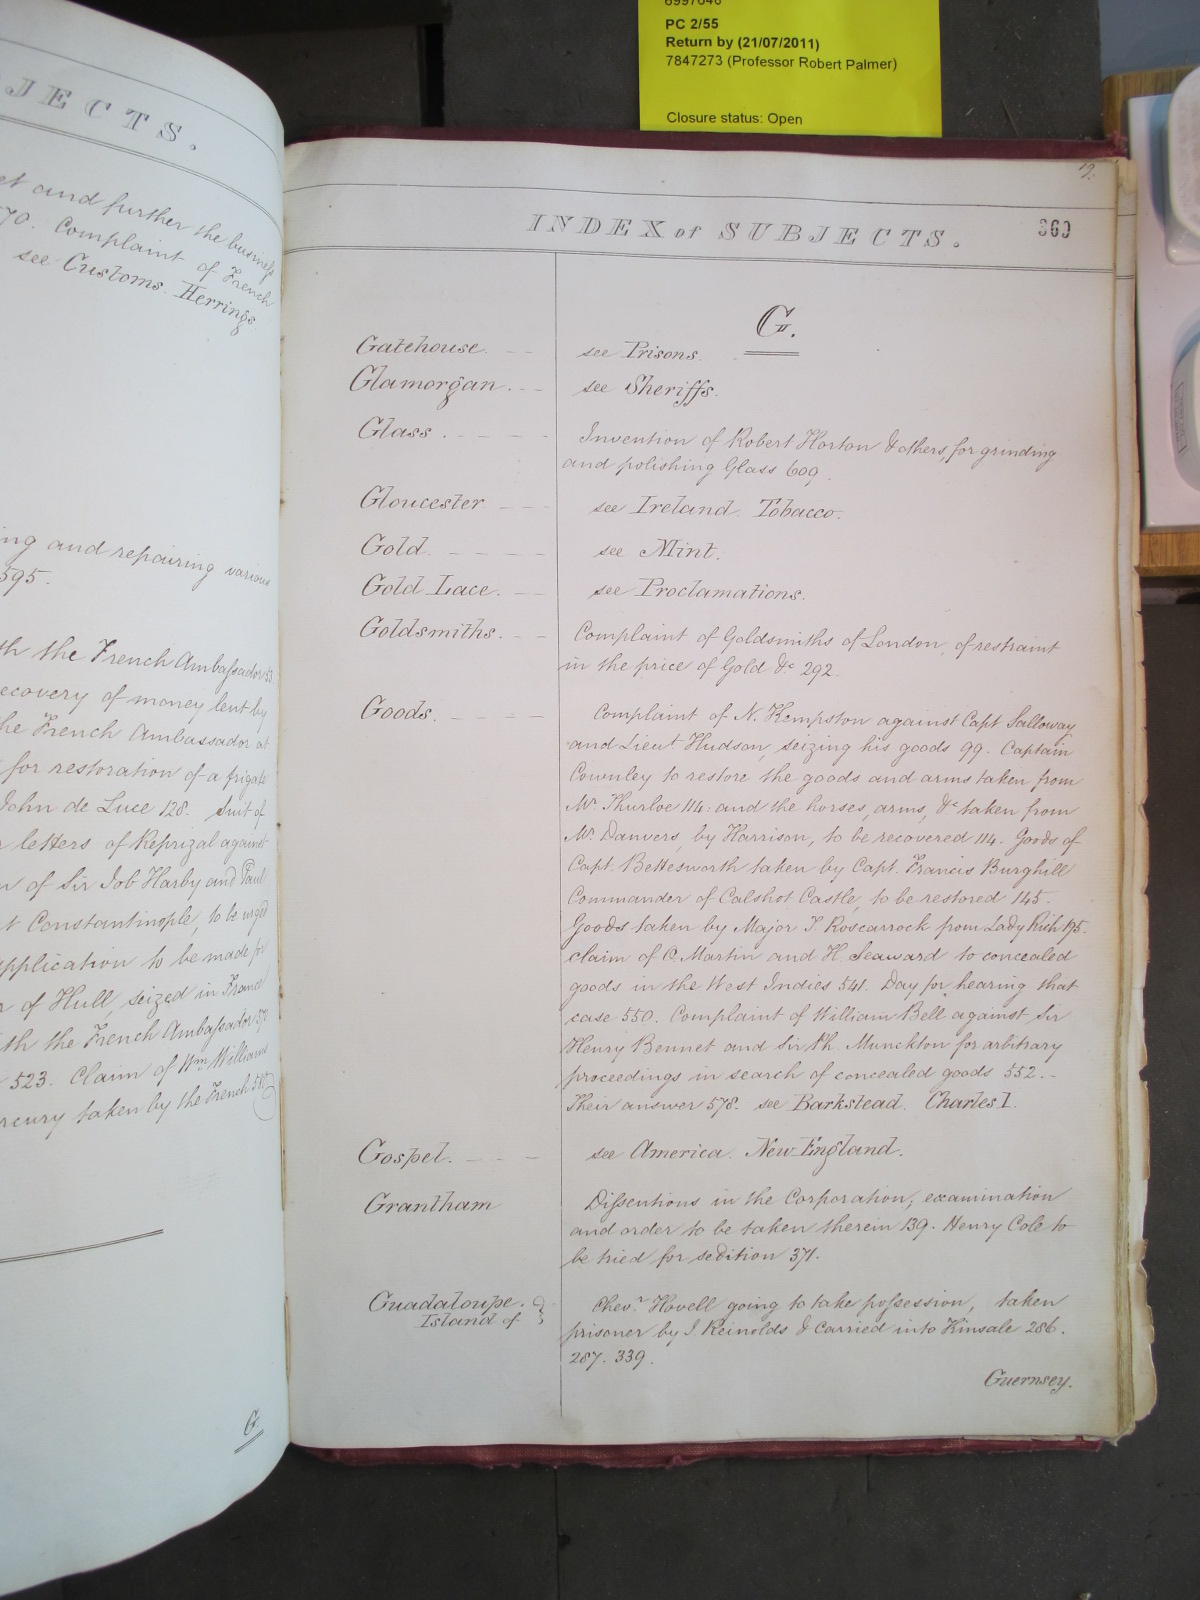 6997646
PC 2/55
Return by (21/07/2011)
7847273 (Professor Robert Palmer)
Closure status: Open
JECTS.
et and further the business
70. Complaint of French
see Customs. Herrings
ing and repairing various
595.
th the French Ambassador 53
ecovery of money lent by
he French Ambassador at
for restoration of a frigate
John de Luce 128. Suit of
letters of Reprizal against
of Sir Job Harby and Paul
t Constantinople, to be urged
application to be made for
of Hull, seized in France
ith the French Ambassador
523. Claim of Wm Williams
rcury taken by the French
G
19.
INDEX of SUBJECTS. 360
G.
Gatehouse. -- see Prisons.
Glamorgan. -- see Sheriffs.
Glass. ---- Invention of Robert Horton & others, for grinding
and polishing Glass 609.
Gloucester --- see Ireland. Tobacco.
Gold. ---- see Mint.
Gold Lace. -- see Proclamations.
Goldsmiths. -- Complaint of Goldsmiths of London, of restraint
in the price of Gold &c 292.
Goods. ---- Complaint of N. Kempston against Capt Salloway
and Lieut Hudson, seizing his goods 99. Captain
Cownley to restore the goods and arms taken from
Mr Thurloe 114: and the horses, arms, &c taken from
Mr Danvers, by Harrison, to be recovered 114. Goods of
Capt. Bettesworth taken by Capt. Francis Burghill
Commander of Calshot Castle, to be restored 145.
Goods taken by Major J. Roscarrock from Lady Rich 175.
claim of C. Martin and H. Seaward to concealed
goods in the West Indies 541. Day for hearing that
case 550. Complaint of William Bell against Sir
Henry Bennet and Sir Ph. Munckton for arbitrary
proceedings in search of concealed goods 552.-
Their answer 578. see Barkstead. Charles I.
Gospel. --- see America. New England.
Grantham Dissentions in the Corporation, examination
and order to be taken therein 139. Henry Cole to
be tried for sedition 371.
Guadaloupe. Chevr. Hovell going to take possession, taken
Island of prisoner by J Reinolds & carried into Kinsale 286.
287. 339.
Guernsey.